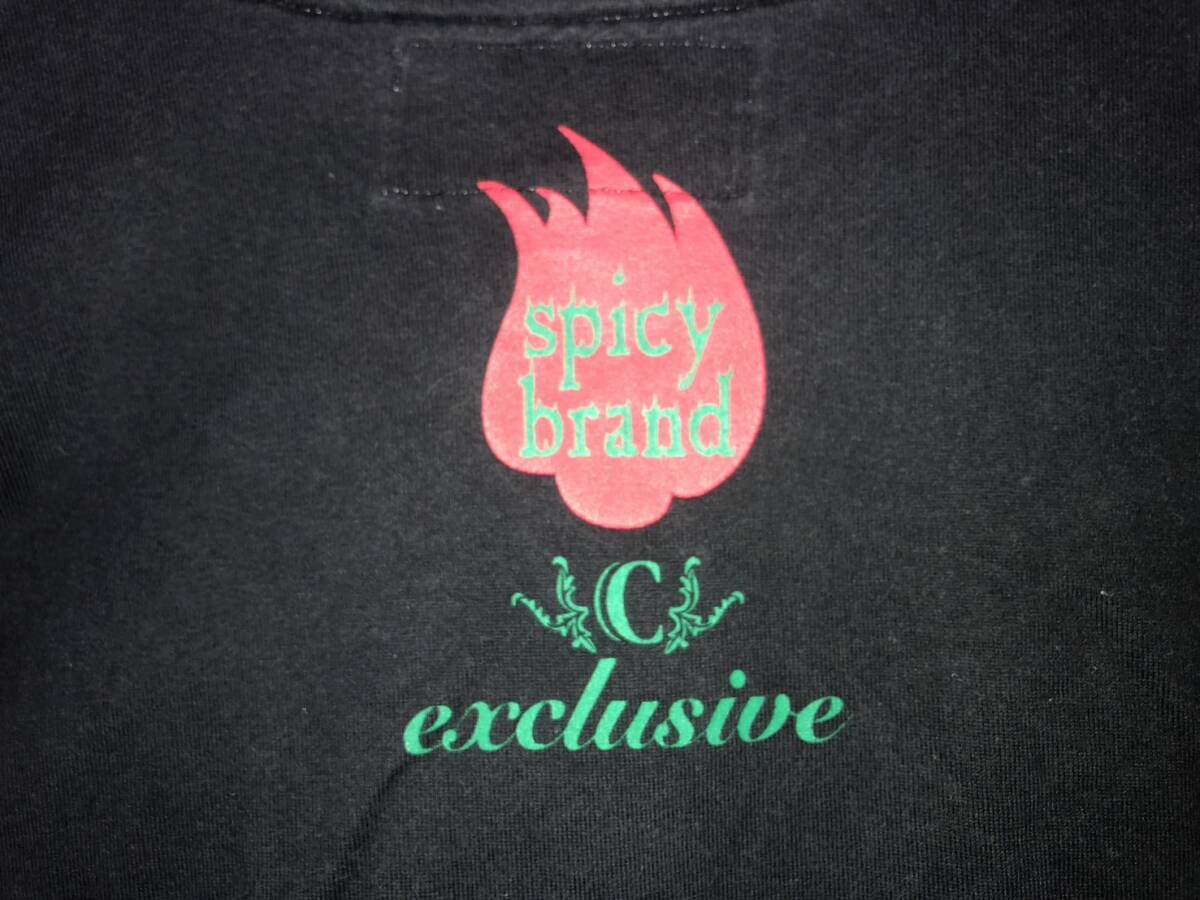 spicy
brand
C
exclusive